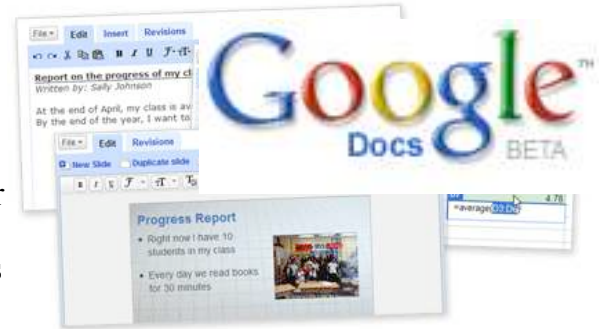 File Edit Insert Revisions
B I U
Report on the progress of my cl
Written by: Sally Johnson
At the end of April, my class is av
By the end of the year, I want to
Google™
Docs BETA
File Edit Revisions
New Slide Duplicate slide
B I U
Progress Report
• Right now I have 10
students in my class
• Every day we read books
for 30 minutes
4.78
=average(D3:D6
r
s